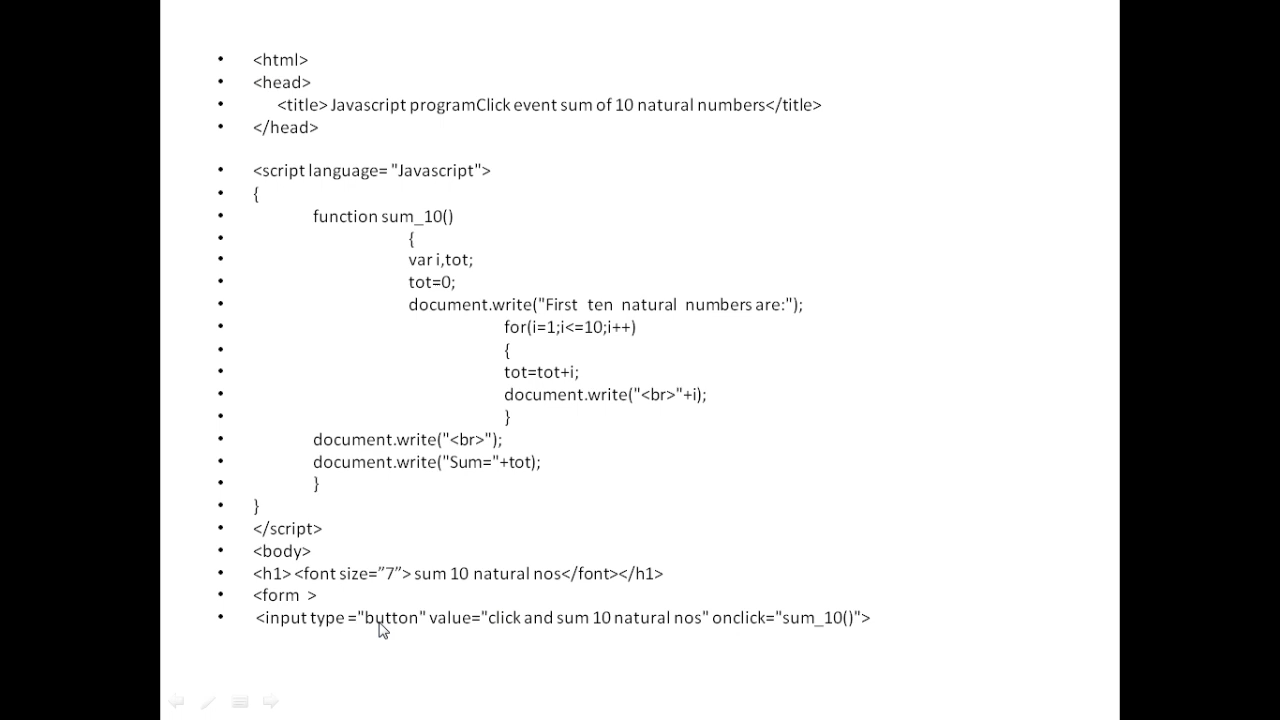 • <html>
• <head>
• <title> Javascript programClick event sum of 10 natural numbers</title>
• </head>
• <script language= "Javascript">
• {
• function sum_10()
• {
• var i,tot;
• tot=0;
• document.write("First ten natural numbers are:");
• for(i=1;i<=10;i++)
• {
• tot=tot+i;
• document.write("<br>"+i);
• }
• document.write("<br>");
• document.write("Sum="+tot);
• }
• }
• </script>
• <body>
• <h1> <font size=”7”> sum 10 natural nos</font></h1>
• <form >
• <input type ="button" value="click and sum 10 natural nos" onclick="sum_10()">